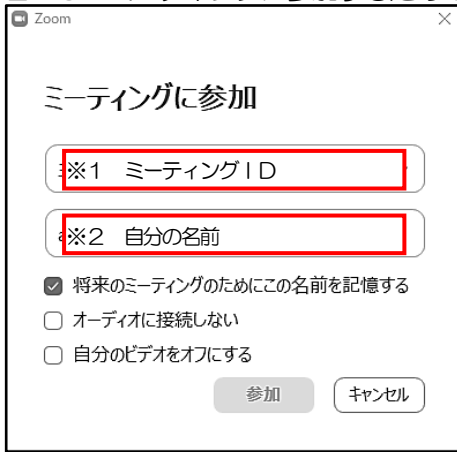 Zoom
ミーティングに参加
※1 ミーティングID
※2 自分の名前
将来のミーティングのためにこの名前を記憶する
オーディオに接続しない
自分のビデオをオフにする
参加 キャンセル